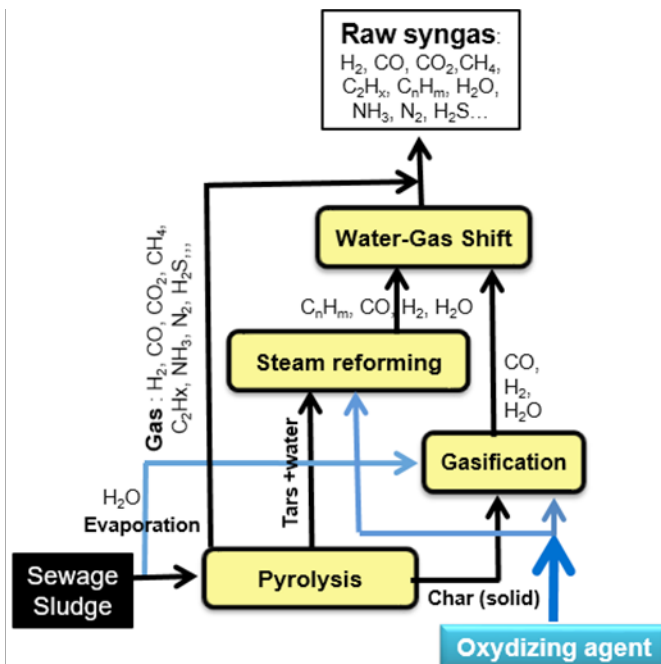 Raw syngas:
H₂, CO, CO₂,CH₄,
C₂Hₓ, CₙHₘ, H₂O,
NH₃, N₂, H₂S...
Water-Gas Shift
CₙHₘ, CO, H₂, H₂O
Steam reforming
CO,
H₂,
H₂O
Gasification
Gas : H₂, CO, CO₂, CH₄,
C₂Hx, NH₃, N₂, H₂S,,,
Tars +water
H₂O
Evaporation
Sewage
Sludge
Pyrolysis
Char (solid)
Oxydizing agent